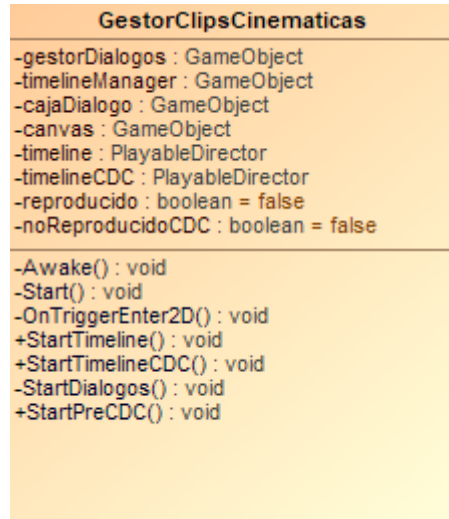 GestorClipsCinematicas
-gestorDialogos : GameObject
-timelineManager : GameObject
-cajaDialogo : GameObject
-canvas : GameObject
-timeline : PlayableDirector
-timelineCDC : PlayableDirector
-reproducido : boolean = false
-noReproducidoCDC : boolean = false
-Awake() : void
-Start() : void
-OnTriggerEnter2D() : void
+StartTimeline() : void
+StartTimelineCDC() : void
-StartDialogos() : void
+StartPreCDC() : void